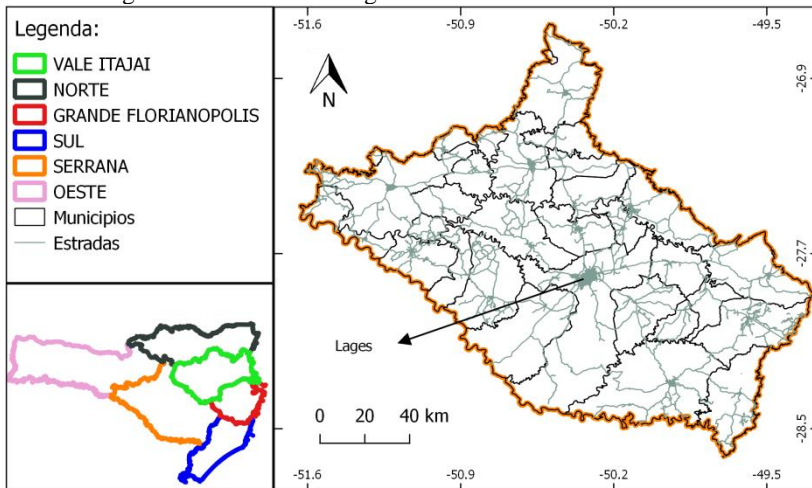 Legenda:
VALE ITAJAI
NORTE
GRANDE FLORIANOPOLIS
SUL
SERRANA
OESTE
Municipios
Estradas
-51.6 -50.9 -50.2 -49.5
N
-26.9
-27.7
-28.5
Lages
0 20 40 km
-51.6 -50.9 -50.2 -49.5